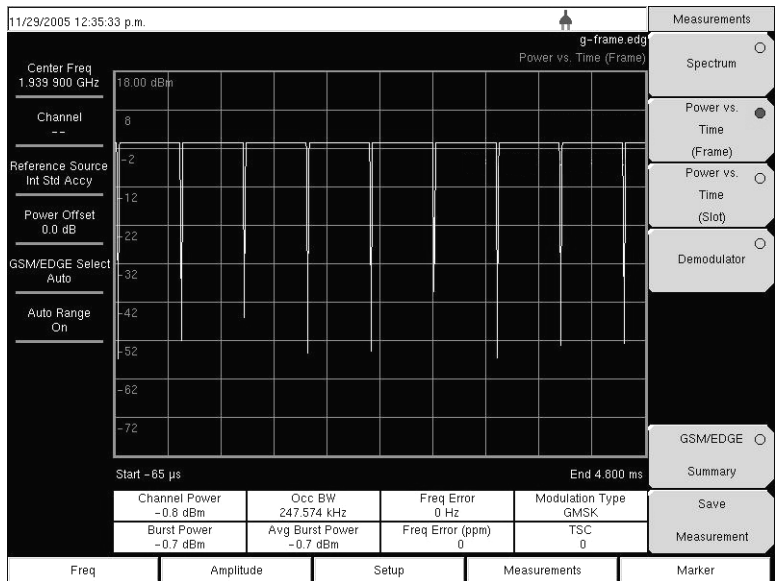 11/29/2005 12:35:33 p.m.
Measurements
g-frame.edg
Power vs. Time (Frame)
Center Freq
1.939 900 GHz
Channel
--
Reference Source
Int Std Accy
Power Offset
0.0 dB
GSM/EDGE Select
Auto
Auto Range
On
18.00 dBm
8
-2
-12
-22
-32
-42
-52
-62
-72
Start -65 µs
End 4.800 ms
Channel Power
-0.8 dBm
Occ BW
247.574 kHz
Freq Error
0 Hz
Modulation Type
GMSK
Burst Power
-0.7 dBm
Avg Burst Power
-0.7 dBm
Freq Error (ppm)
0
TSC
0
Spectrum
Power vs.
Time
(Frame)
Power vs.
Time
(Slot)
Demodulator
GSM/EDGE
Summary
Save
Measurement
Freq
Amplitude
Setup
Measurements
Marker